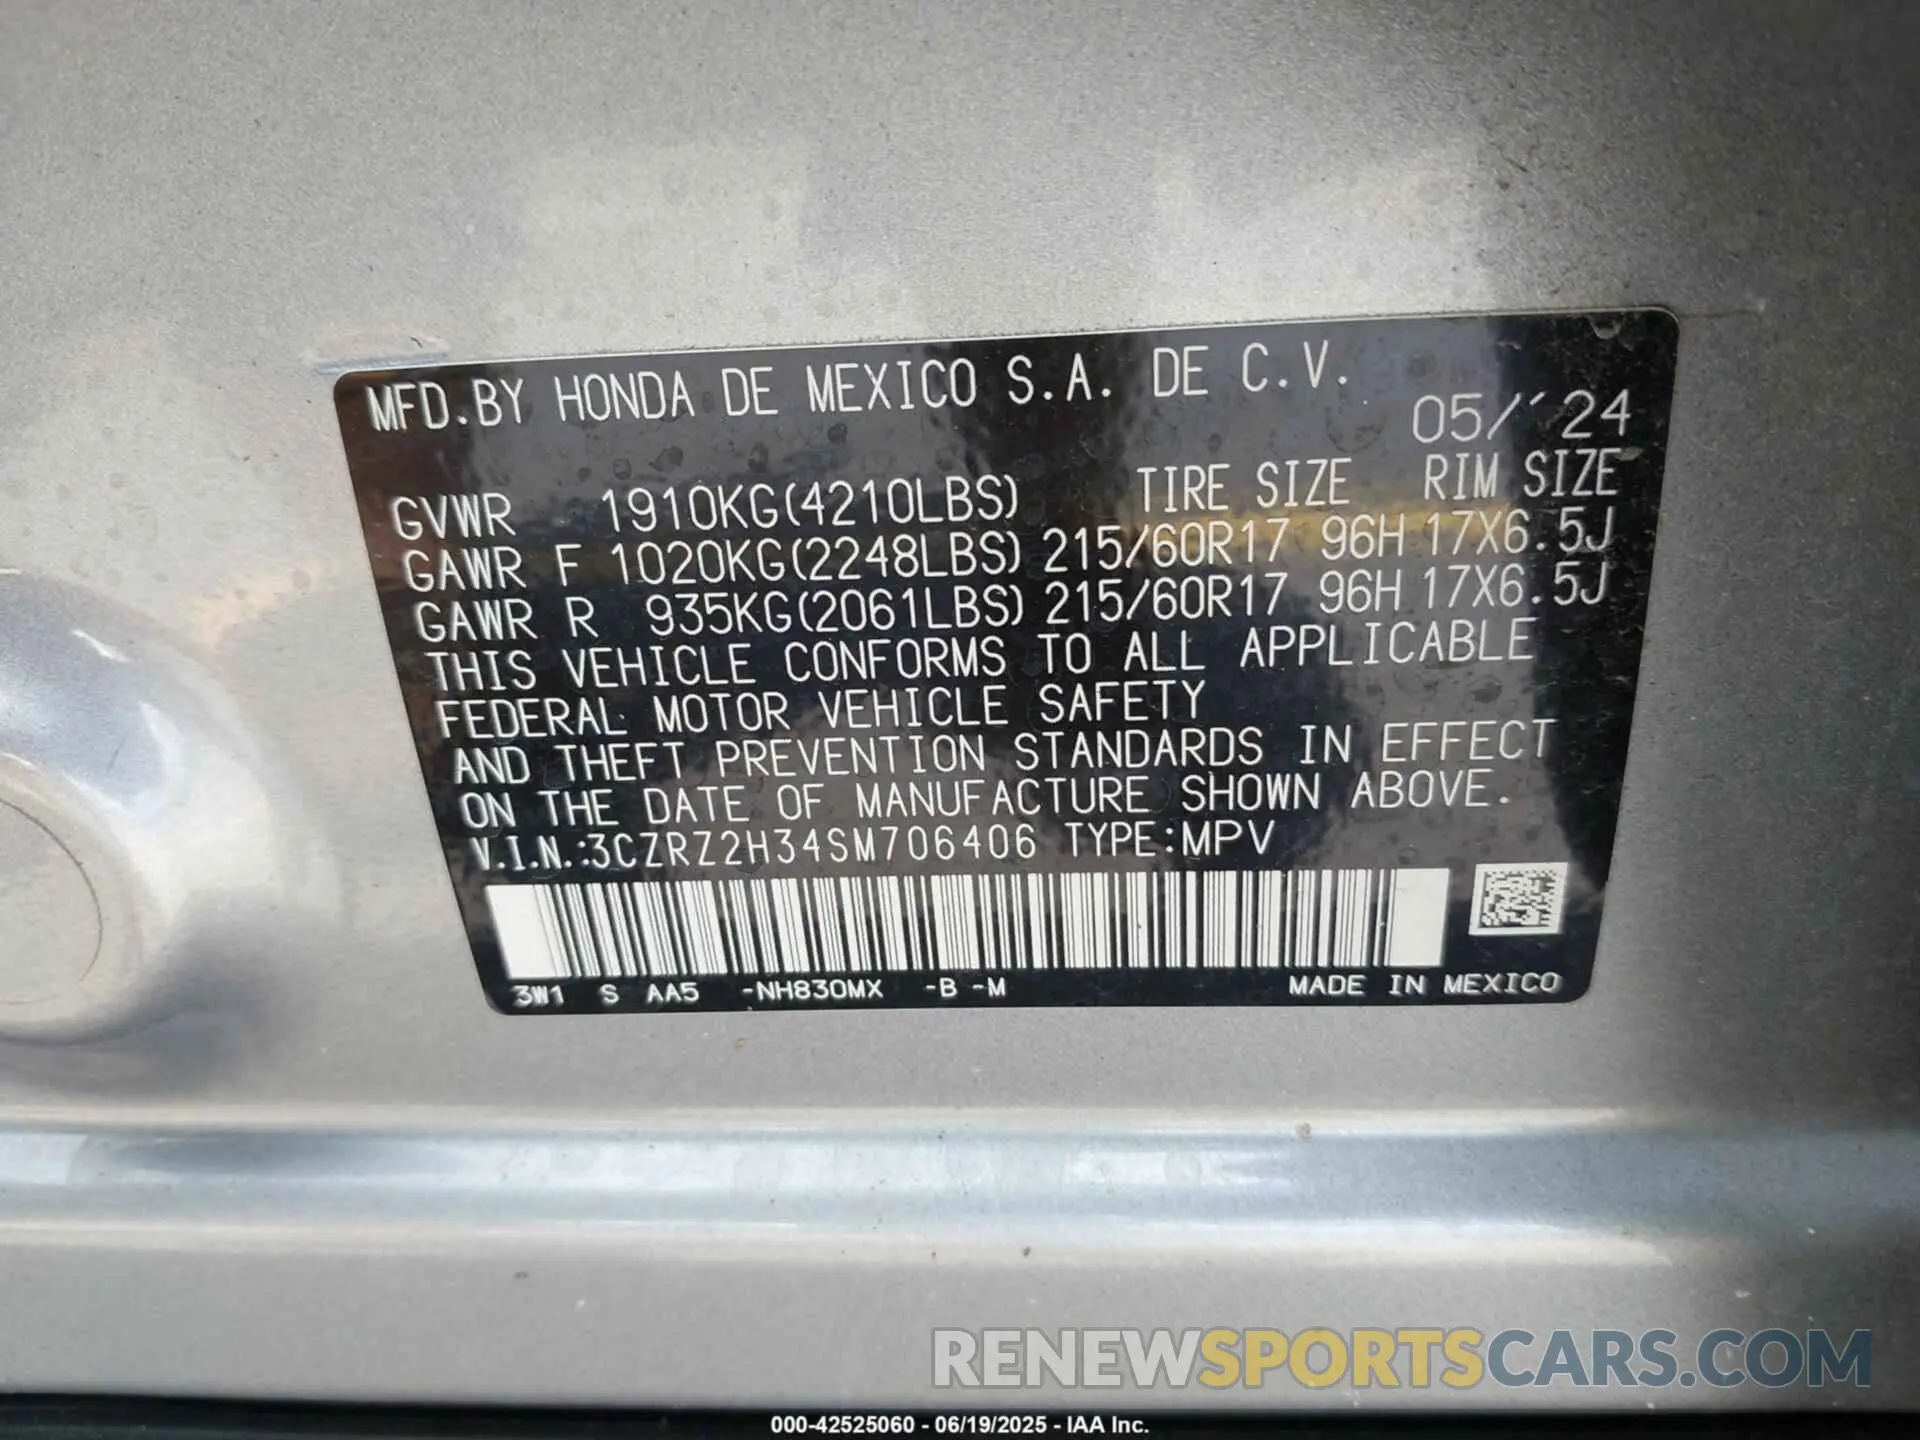 MFD.BY HONDA DE MEXICO S.A. DE C.V.
05/'24
GVWR 1910KG(4210LBS) TIRE SIZE RIM SIZE
GAWR F 1020KG(2248LBS) 215/60R17 96H 17X6.5J
GAWR R 935KG(2061LBS) 215/60R17 96H 17X6.5J
THIS VEHICLE CONFORMS TO ALL APPLICABLE
FEDERAL MOTOR VEHICLE SAFETY
AND THEFT PREVENTION STANDARDS IN EFFECT
ON THE DATE OF MANUFACTURE SHOWN ABOVE.
V.I.N.:3CZRZ2H34SM706406 TYPE:MPV
3W1 S AA5 -NH830MX -B -M MADE IN MEXICO
RENEWSPORTSCARS.COM
000-42525060 - 06/19/2025 - IAA Inc.